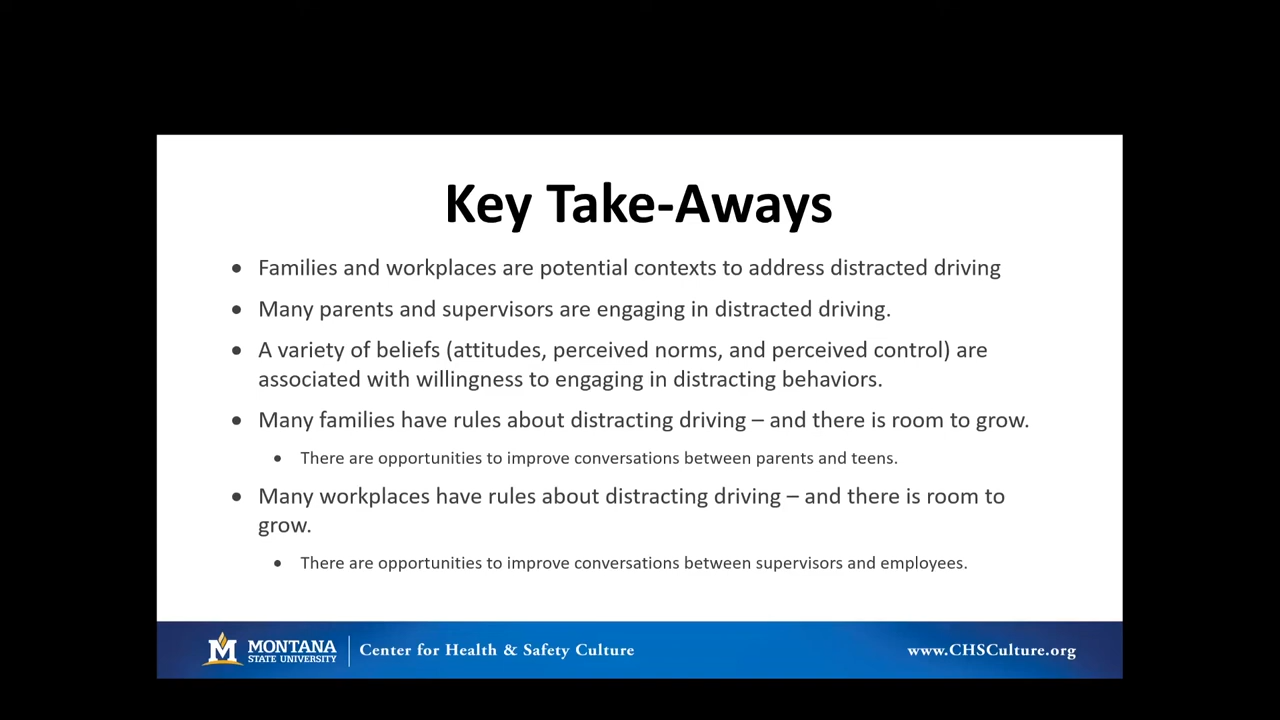 Key Take-Aways
• Families and workplaces are potential contexts to address distracted driving
• Many parents and supervisors are engaging in distracted driving.
• A variety of beliefs (attitudes, perceived norms, and perceived control) are
associated with willingness to engaging in distracting behaviors.
• Many families have rules about distracting driving – and there is room to grow.
• There are opportunities to improve conversations between parents and teens.
• Many workplaces have rules about distracting driving – and there is room to
grow.
• There are opportunities to improve conversations between supervisors and employees.
M MONTANA
STATE UNIVERSITY
Center for Health & Safety Culture
www.CHSCulture.org